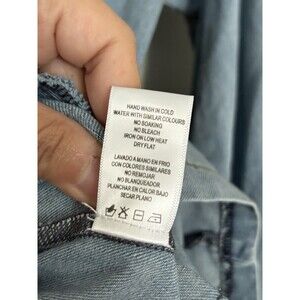 HAND WASH IN COLD
WATER WITH SIMILAR COLOURS
NO SOAKING
NO BLEACH
IRON ON LOW HEAT
DRY FLAT
LAVADO A MANO EN FRIO
CON COLORES SIMILARES
NO REMOJAR
NO BLANQUEADOR
PLANCHAR EN CALOR BAJO
SECAR PLANO